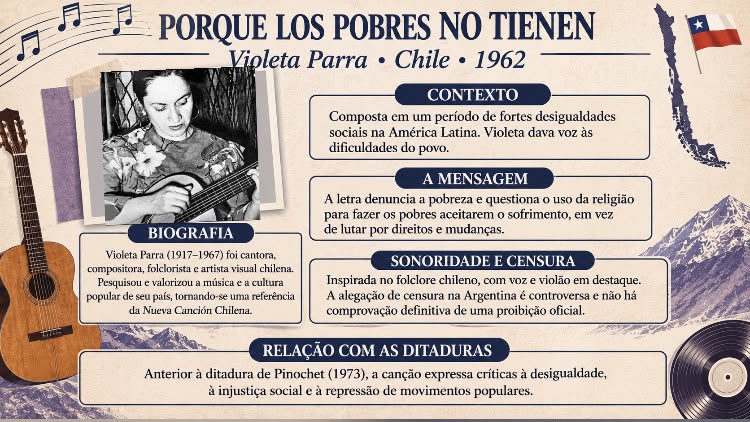 PORQUE LOS POBRES NO TIENEN
Violeta Parra • Chile • 1962
CONTEXTO
Composta em um período de fortes desigualdades
sociais na América Latina. Violeta dava voz às
dificuldades do povo.
A MENSAGEM
A letra denuncia a pobreza e questiona o uso da religião
para fazer os pobres aceitarem o sofrimento, em vez
de lutar por direitos e mudanças.
BIOGRAFIA
Violeta Parra (1917–1967) foi cantora,
compositora, folclorista e artista visual chilena.
Pesquisou e valorizou a música e a cultura
popular de seu país, tornando-se uma referência
da Nueva Canción Chilena.
SONORIDADE E CENSURA
Inspirada no folclore chileno, com voz e violão em destaque.
A alegação de censura na Argentina é controversa e não há
comprovação definitiva de uma proibição oficial.
RELAÇÃO COM AS DITADURAS
Anterior à ditadura de Pinochet (1973), a canção expressa críticas à desigualdade,
à injustiça social e à repressão de movimentos populares.